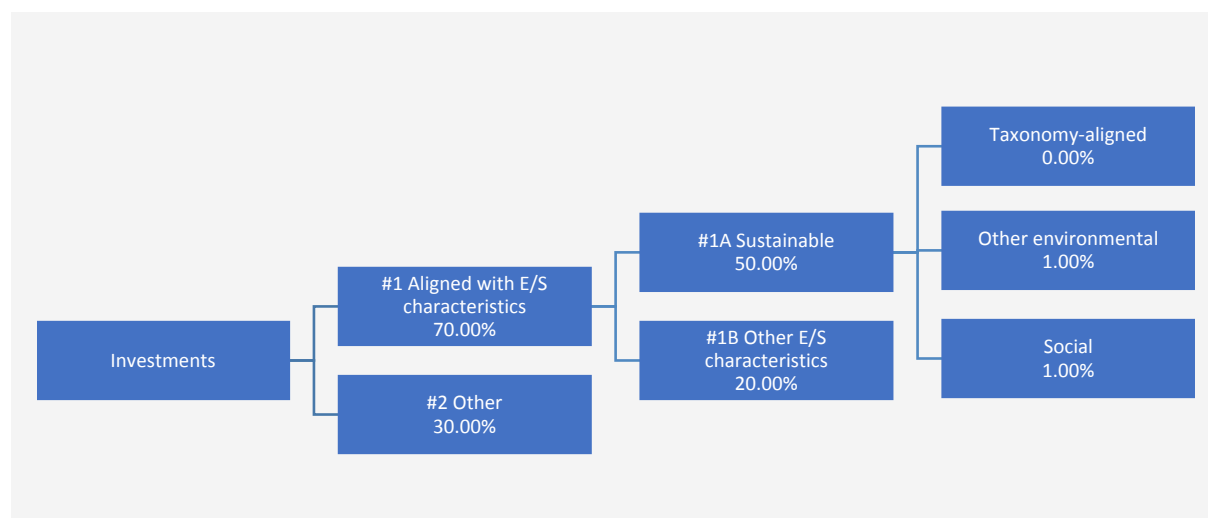 Investments
#1 Aligned with E/S
characteristics
70.00%
#2 Other
30.00%
#1A Sustainable
50.00%
#1B Other E/S
characteristics
20.00%
Taxonomy-aligned
0.00%
Other environmental
1.00%
Social
1.00%